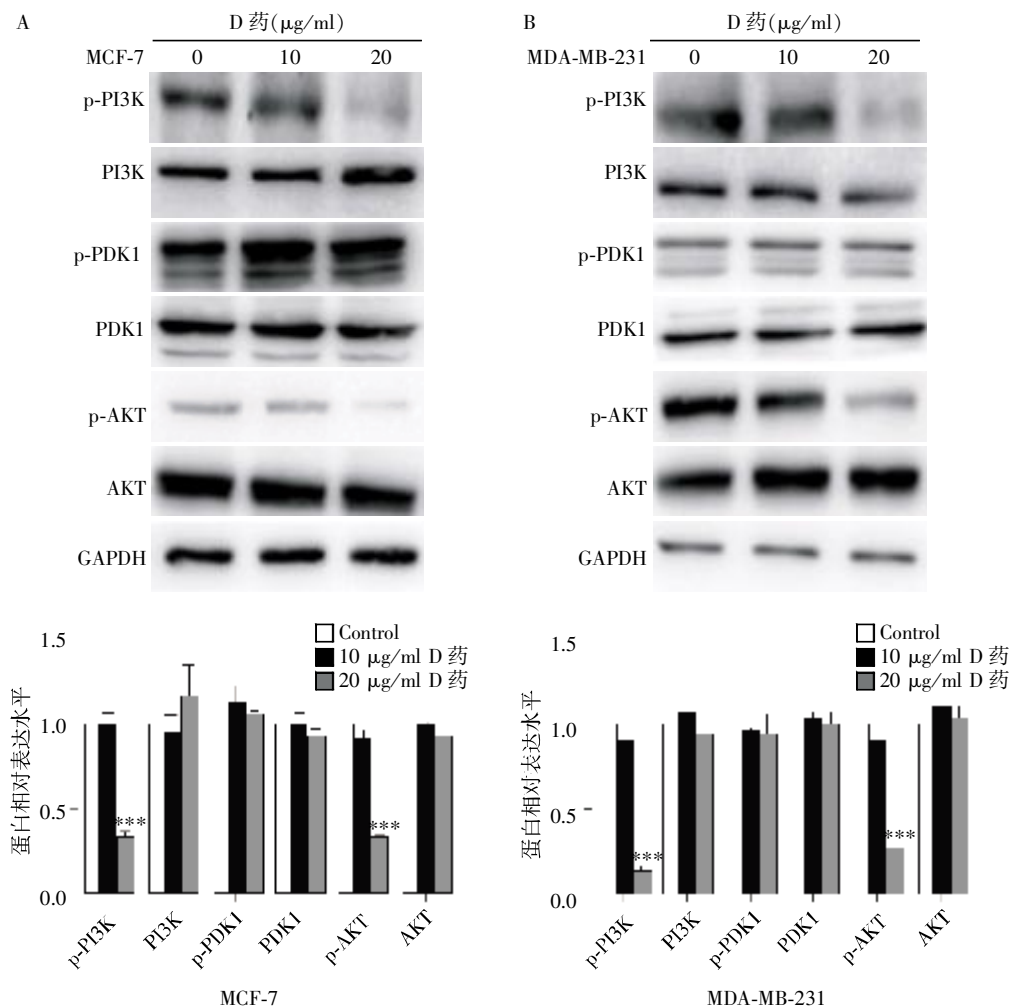 A
D 药(μg/ml)
MCF-7 0 10 20
p-PI3K
PI3K
p-PDK1
PDK1
p-AKT
AKT
GAPDH
B
D 药(μg/ml)
MDA-MB-231 0 10 20
p-PI3K
PI3K
p-PDK1
PDK1
p-AKT
AKT
GAPDH
蛋白相对表达水平
1.5
1.0
0.5
0.0
Control
10 μg/ml D 药
20 μg/ml D 药
***
***
p-PI3K
PI3K
p-PDK1
PDK1
p-AKT
AKT
MCF-7
蛋白相对表达水平
1.5
1.0
0.5
0.0
Control
10 μg/ml D 药
20 μg/ml D 药
***
***
p-PI3K
PI3K
p-PDK1
PDK1
p-AKT
AKT
MDA-MB-231